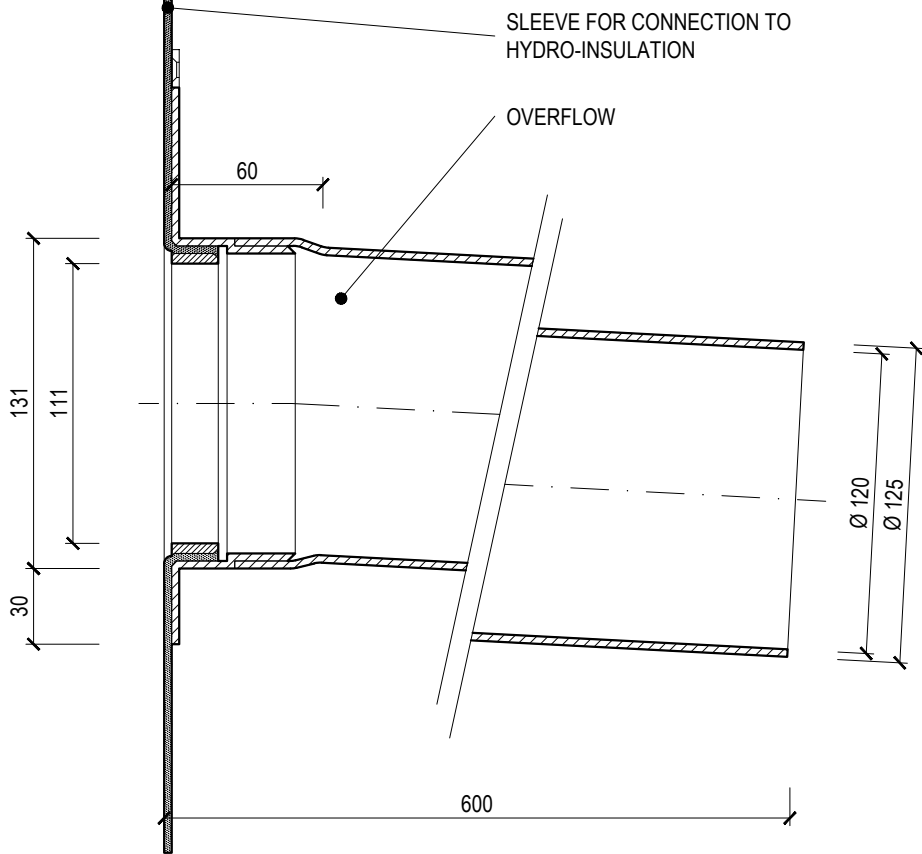 SLEEVE FOR CONNECTION TO
HYDRO-INSULATION
OVERFLOW
60
131
111
30
Ø 120
Ø 125
600